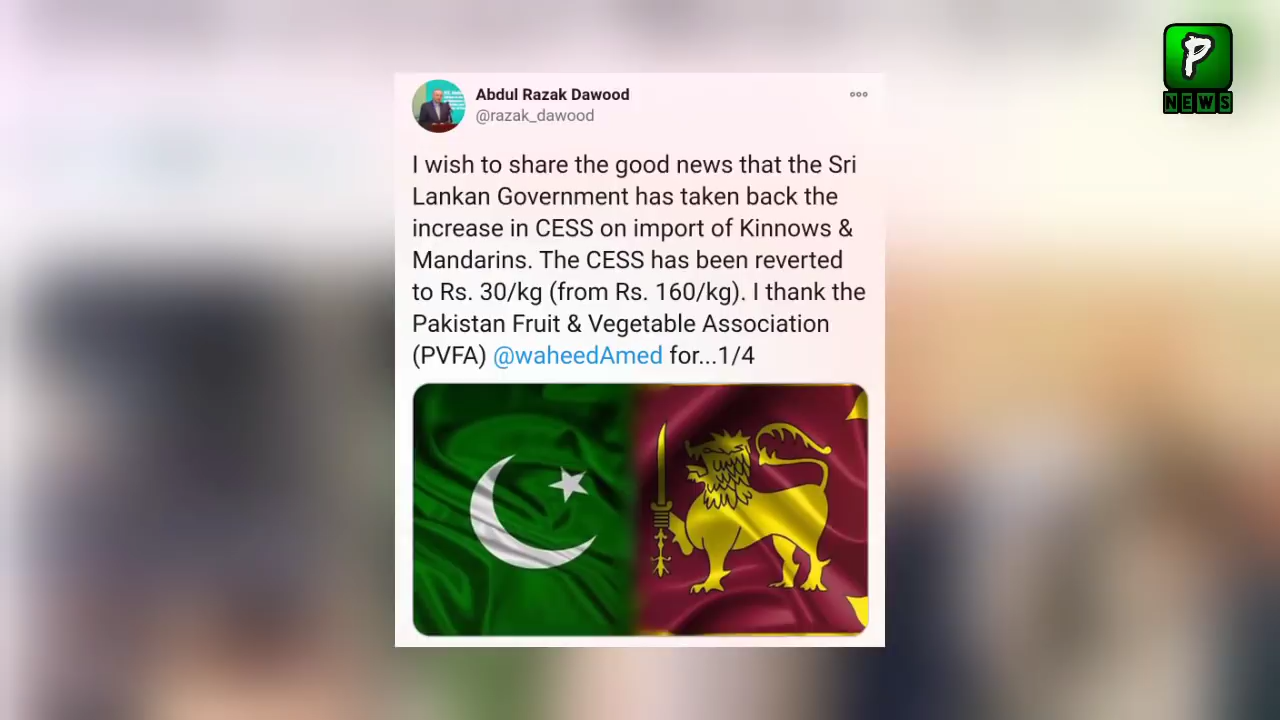 P
NEWS
Abdul Razak Dawood
@razak_dawood
I wish to share the good news that the Sri
Lankan Government has taken back the
increase in CESS on import of Kinnows &
Mandarins. The CESS has been reverted
to Rs. 30/kg (from Rs. 160/kg). I thank the
Pakistan Fruit & Vegetable Association
(PVFA) @waheedAmed for...1/4